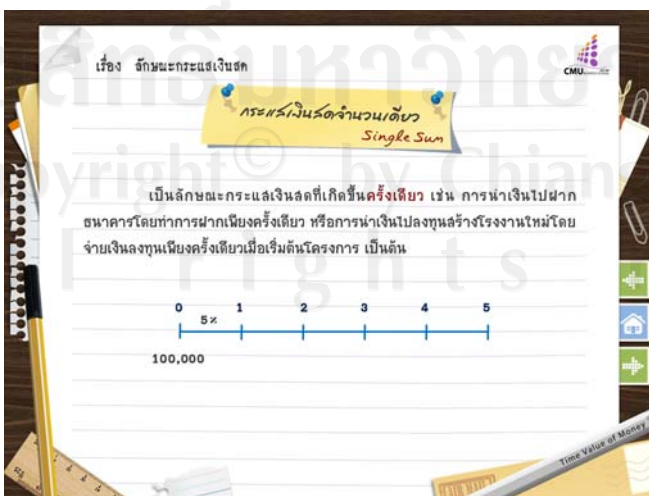 เรื่อง ลักษณะกระแสเงินสด
CMU
กระแสเงินสดจำนวนเดียว
Single Sum
เป็นลักษณะกระแสเงินสดที่เกิดขึ้นครั้งเดียว เช่น การนำเงินไปฝาก
ธนาคารโดยทำการฝากเพียงครั้งเดียว หรือการนำเงินไปลงทุนสร้างโรงงานใหม่โดย
จ่ายเงินลงทุนเพียงครั้งเดียวเมื่อเริ่มต้นโครงการ เป็นต้น
0 1 2 3 4 5
5%
100,000
Time Value of Money